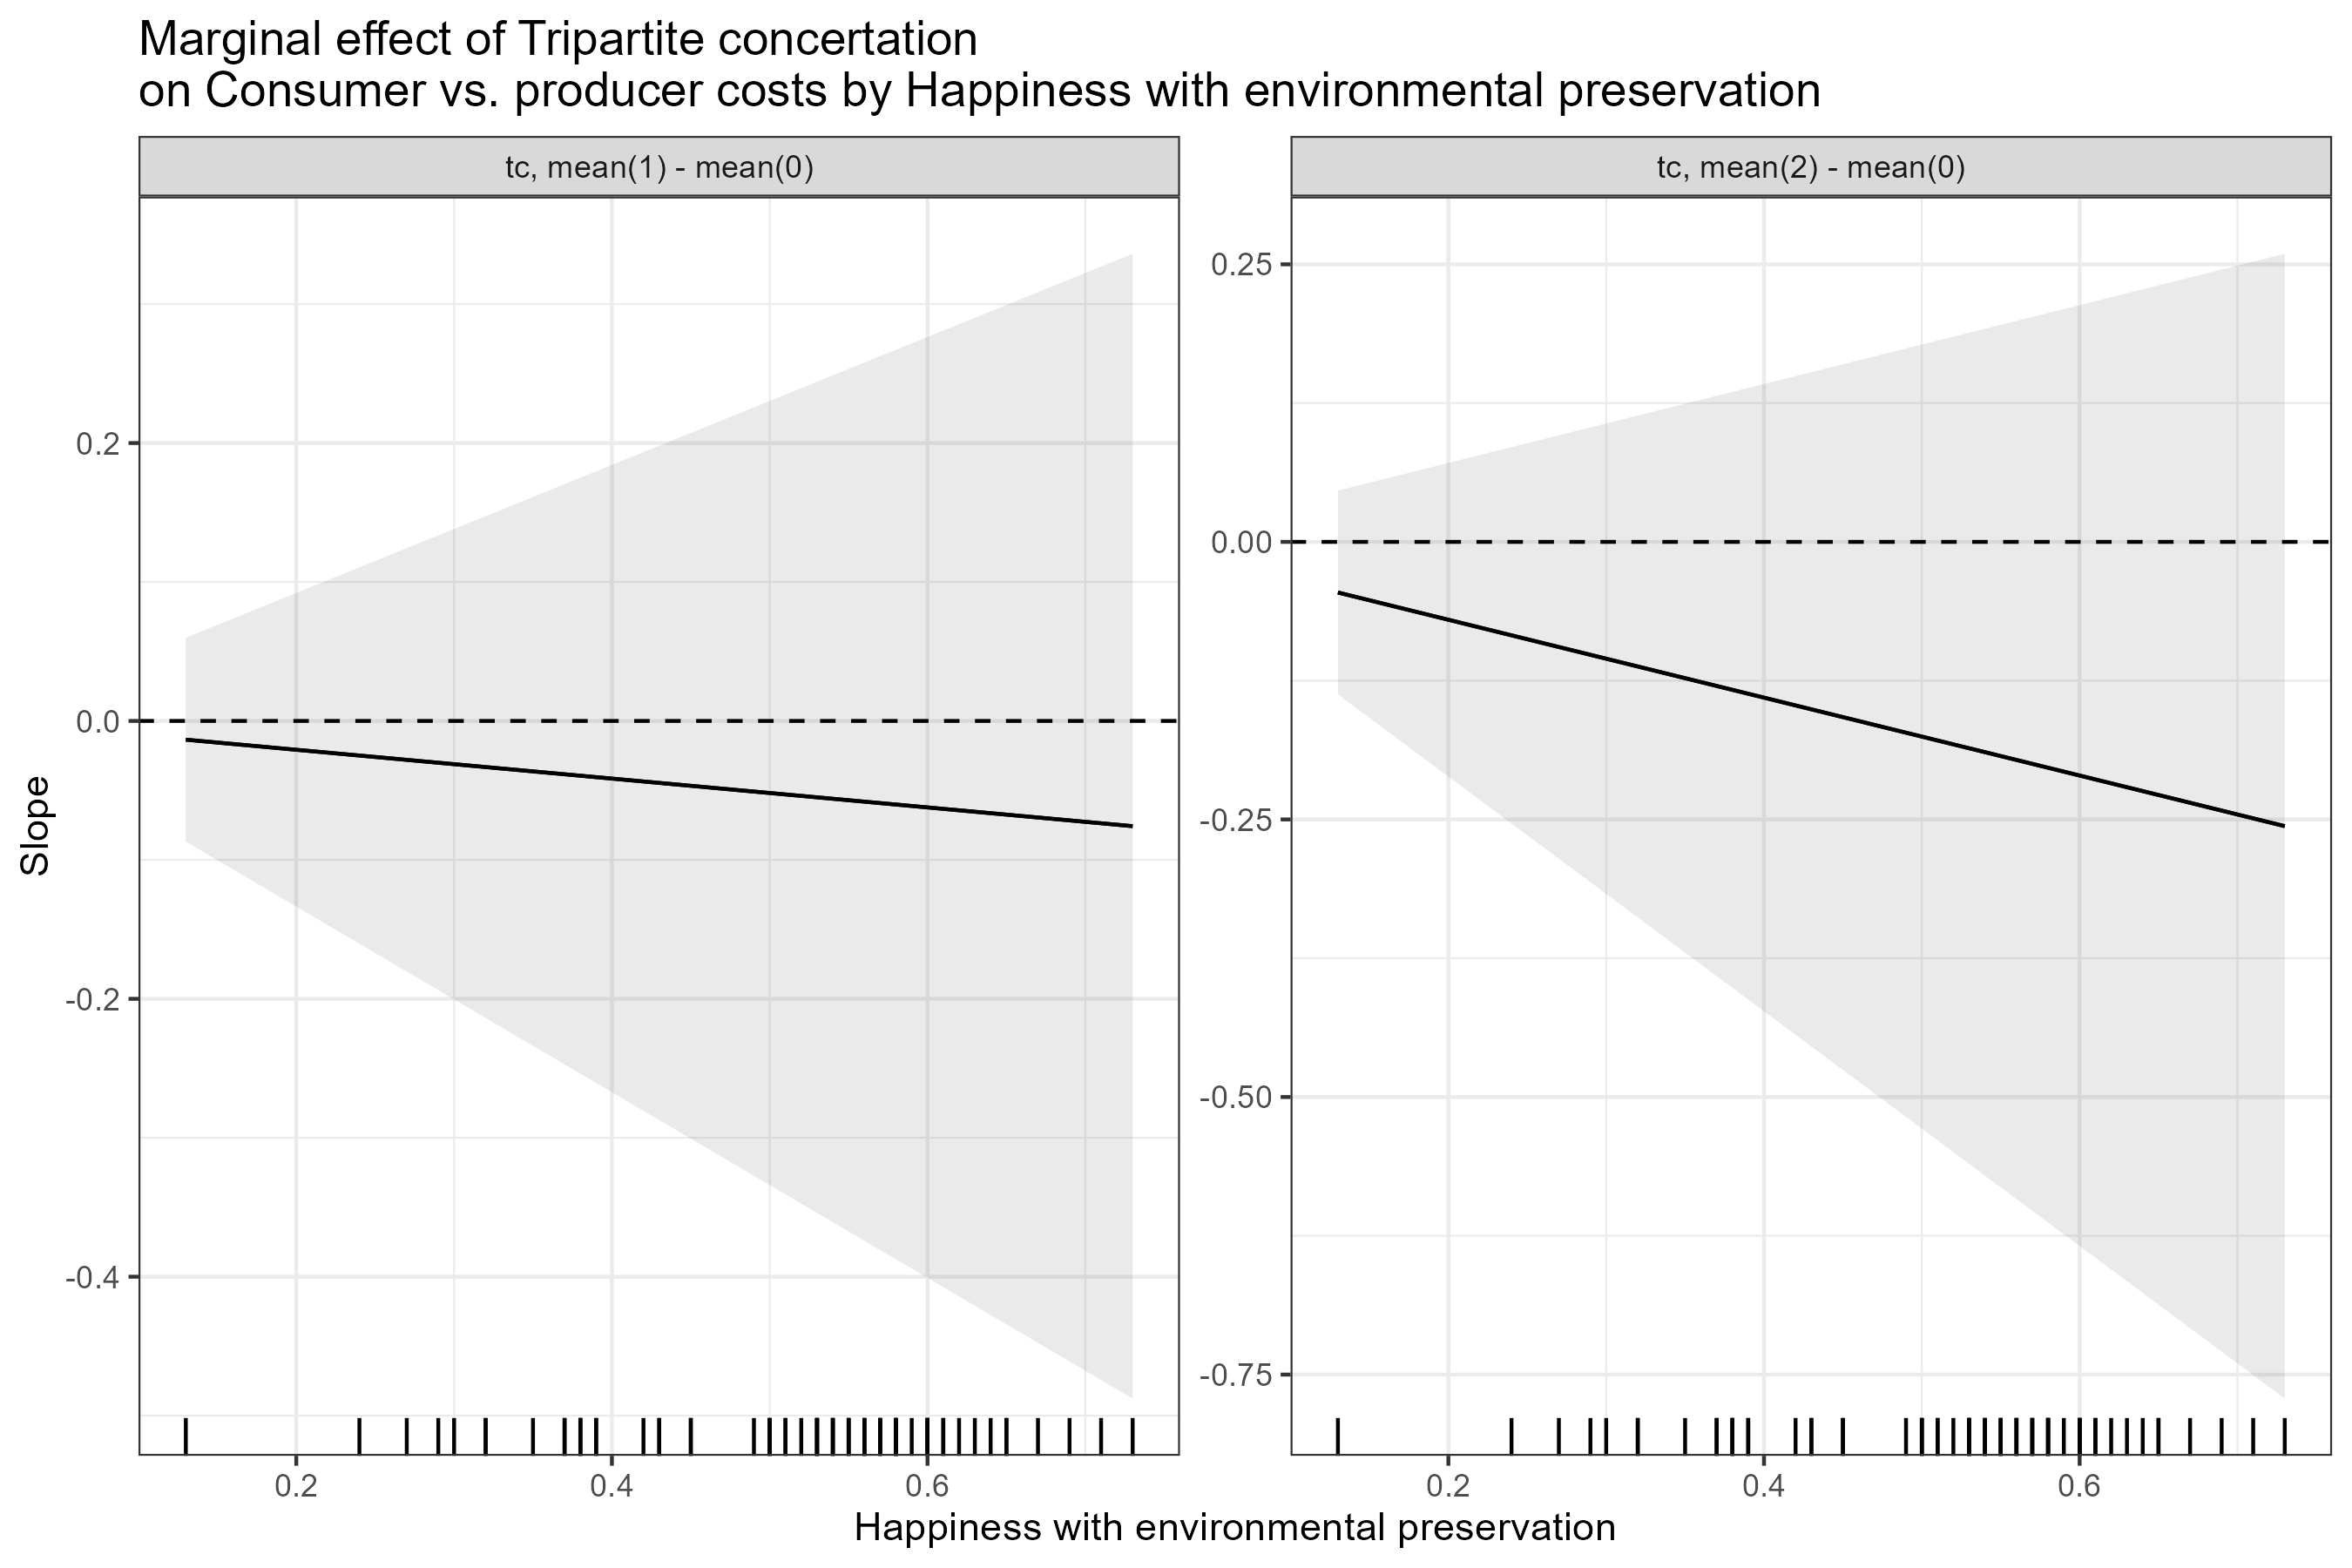 Marginal effect of Tripartite concertation
on Consumer vs. producer costs by Happiness with environmental preservation
tc, mean(1) - mean(0)
tc, mean(2) - mean(0)
Slope
0.2
0.0
-0.2
-0.4
0.25
0.00
-0.25
-0.50
-0.75
0.2
0.4
0.6
0.2
0.4
0.6
Happiness with environmental preservation